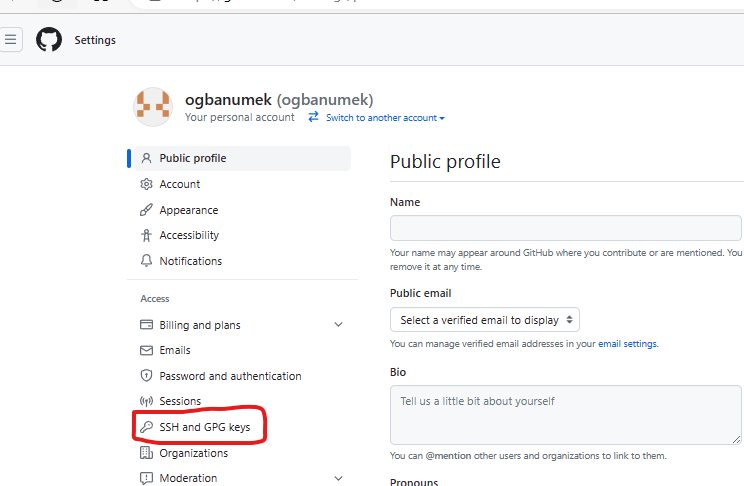 Settings
ogbanumek (ogbanumek)
Your personal account Switch to another account
Public profile
Account
Appearance
Accessibility
Notifications
Access
Billing and plans
Emails
Password and authentication
Sessions
SSH and GPG keys
Organizations
Moderation
Public profile
Name
Your name may appear around GitHub where you contribute or are mentioned. You
remove it at any time.
Public email
Select a verified email to display
You can manage verified email addresses in your email settings.
Bio
Tell us a little bit about yourself
You can @mention other users and organizations to link to them.
Pronouns